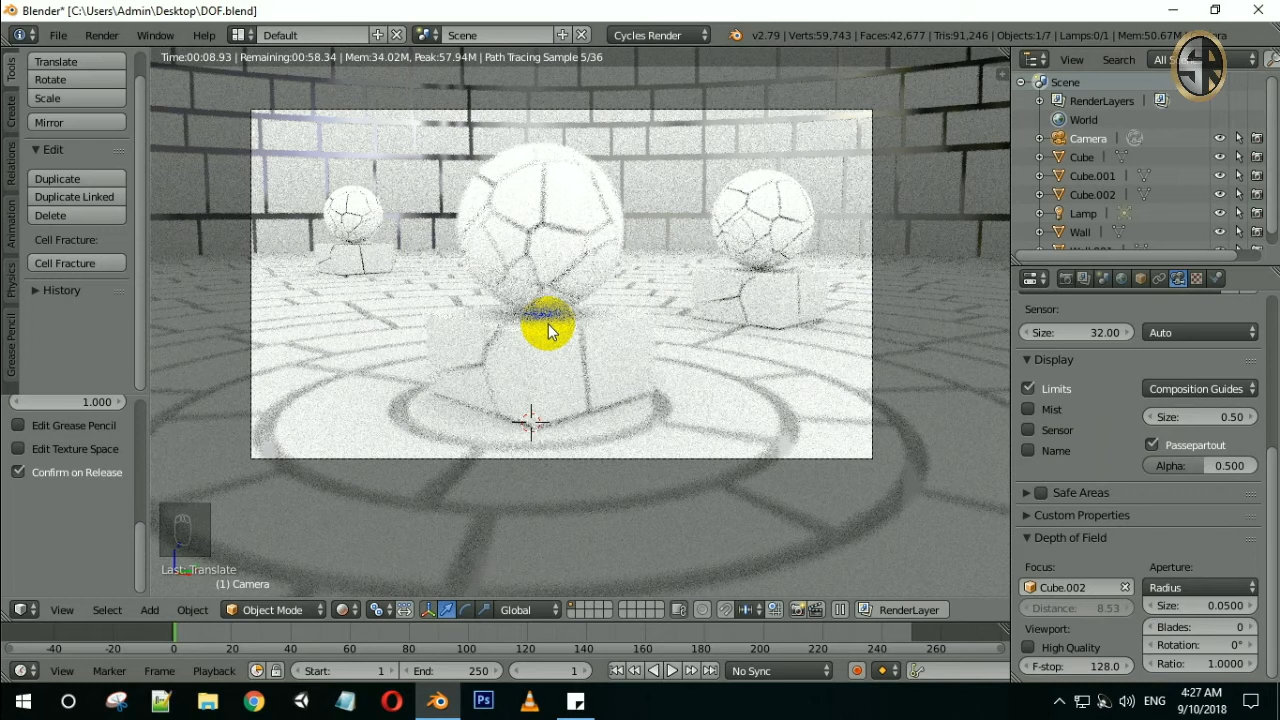 Blender* [C:\Users\Admin\Desktop\DOF.blend]
File Render Window Help Default Scene Cycles Render v2.79 | Verts:59,743 | Faces:42,677 | Tris:91,246 | Objects:1/7 | Lamps:0/1 | Mem:50.67M
Time:00:08.93 | Remaining:00:58.34 | Mem:34.02M, Peak:57.94M | Path Tracing Sample 5/36
Tools
Create
Relations
Animation
Physics
Grease Pencil
Translate
Rotate
Scale
Mirror
Edit
Duplicate
Duplicate Linked
Delete
Cell Fracture:
Cell Fracture
History
1.000
Edit Grease Pencil
Edit Texture Space
Confirm on Release
Last: Translate
(1) Camera
View Search All
Scene
RenderLayers
World
Camera
Cube
Cube.001
Cube.002
Lamp
Wall
Sensor:
Size: 32.00 Auto
Display
Limits Composition Guides
Mist Size: 0.50
Sensor Passepartout
Name Alpha: 0.500
Safe Areas
Custom Properties
Depth of Field
Focus: Aperture:
Cube.002 Radius
Distance: 8.53 Size: 0.0500
Viewport: Blades: 0
High Quality Rotation: 0°
F-stop: 128.0 Ratio: 1.0000
View Select Add Object Object Mode Global RenderLayer
-40 -20 0 20 40 60 80 100 120 140 160 180 200 220 240 260
View Marker Frame Playback Start: 1 End: 250 1 No Sync
Ps ENG 4:27 AM
9/10/2018